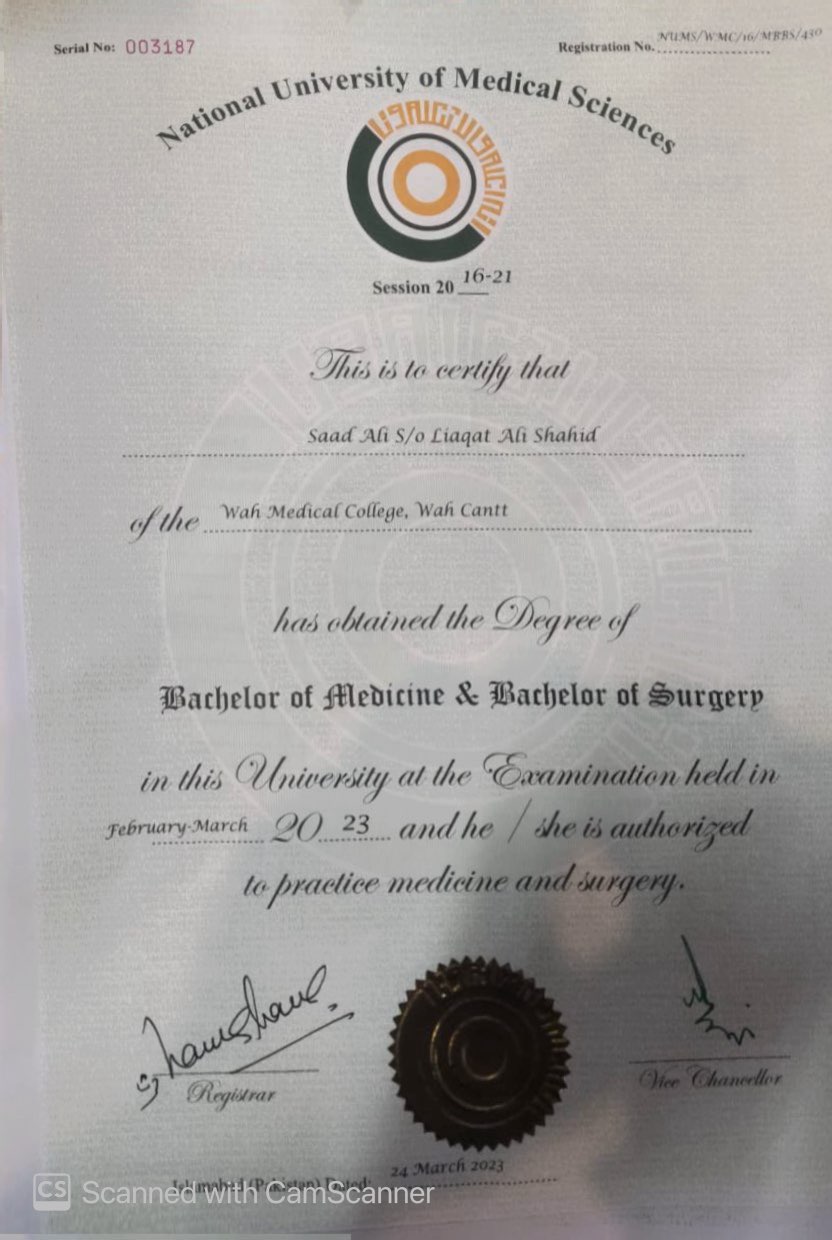 Serial No: 003187
Registration No. NUMS/WMC/16/MBBS/450
National University of Medical Sciences
Session 20 16-21
This is to certify that
Saad Ali S/o Liaqat Ali Shahid
of the Wah Medical College, Wah Cantt
has obtained the Degree of
Bachelor of Medicine & Bachelor of Surgery
in this University at the Examination held in
February-March 20 23 and he / she is authorized
to practice medicine and surgery.
Registrar
Vice Chancellor
Islamabad (Pakistan) Dated: 24 March 2023
CS Scanned with CamScanner